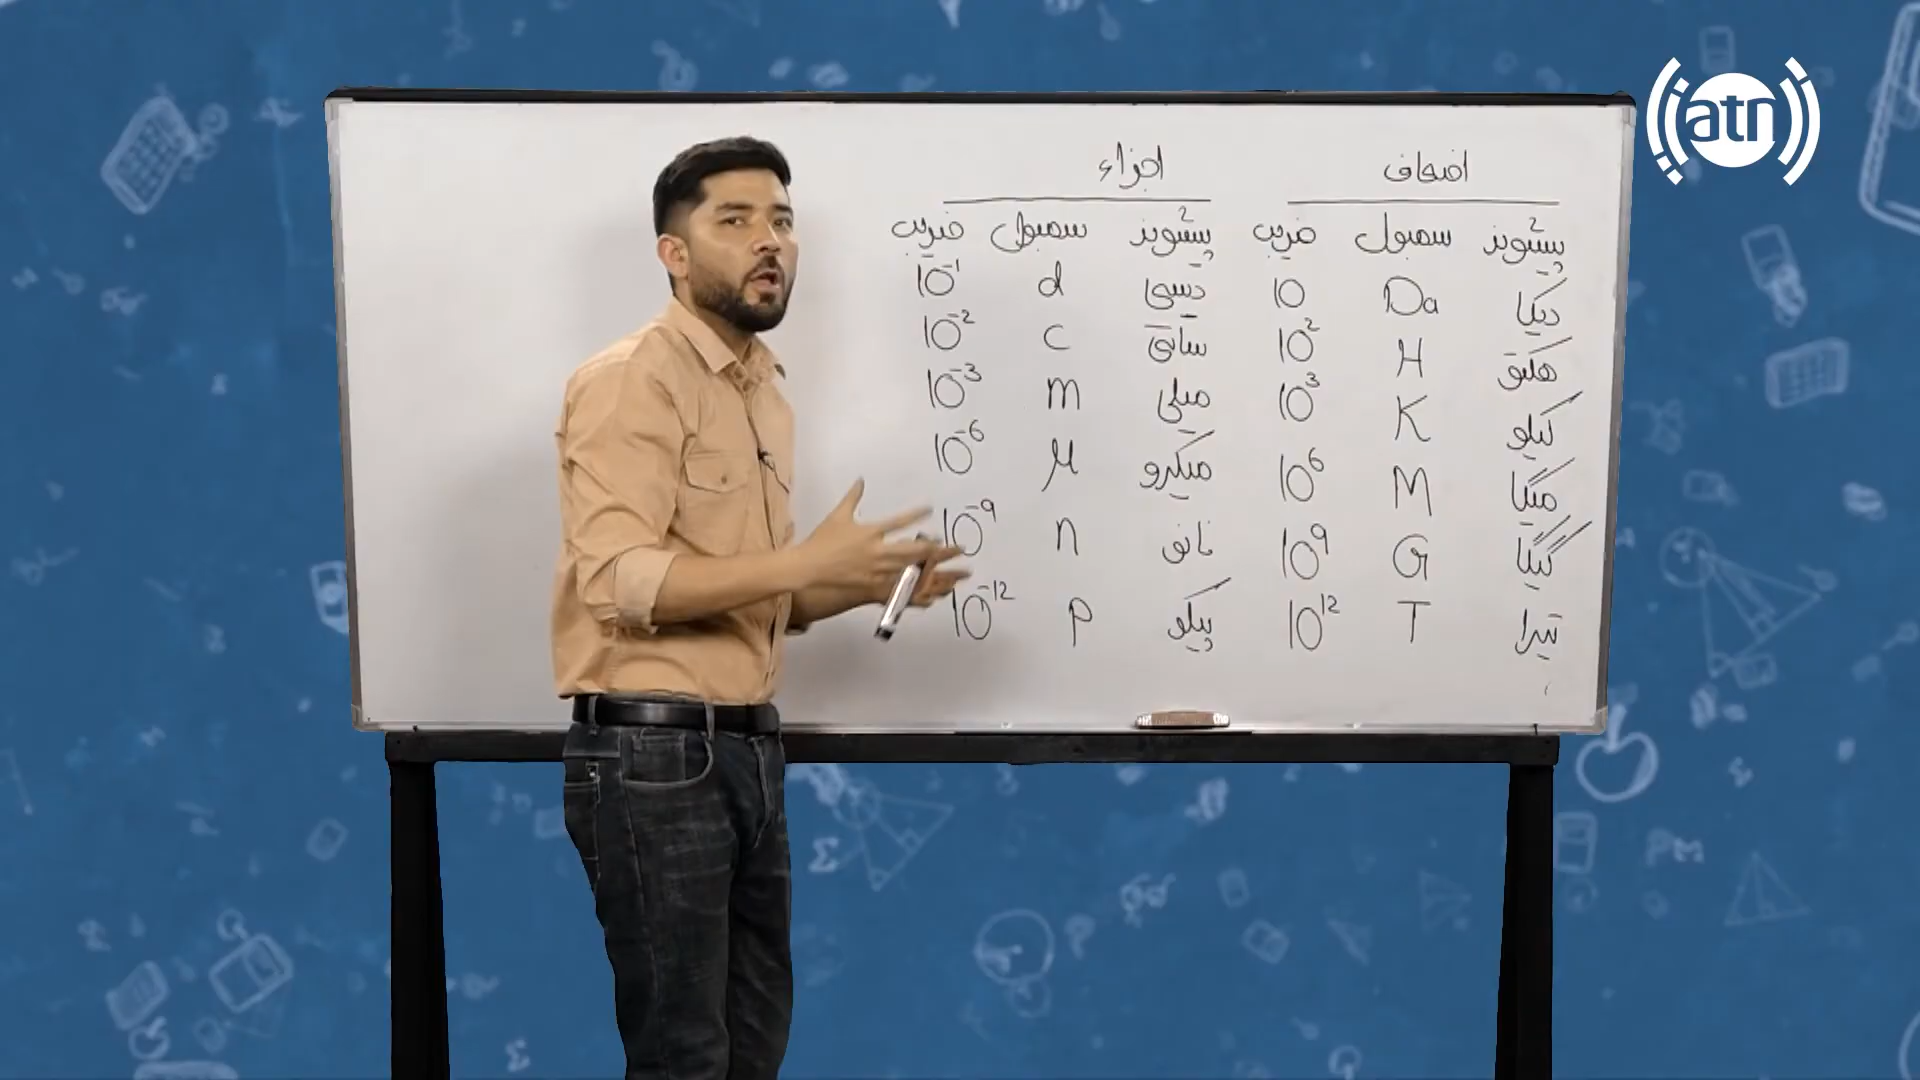 atn
اضعاف
اجزاء
پیشوند سمبول ضریب پیشوند سمبول ضریب
دیکا Da 10 دیسی d 10⁻¹
هکتو H 10² سانتی c 10⁻²
کیلو K 10³ میلی m 10⁻³
میگا M 10⁶ میکرو μ 10⁻⁶
گیگا G 10⁹ نانو n 10⁻⁹
تیرا T 10¹² پیکو p 10⁻¹²